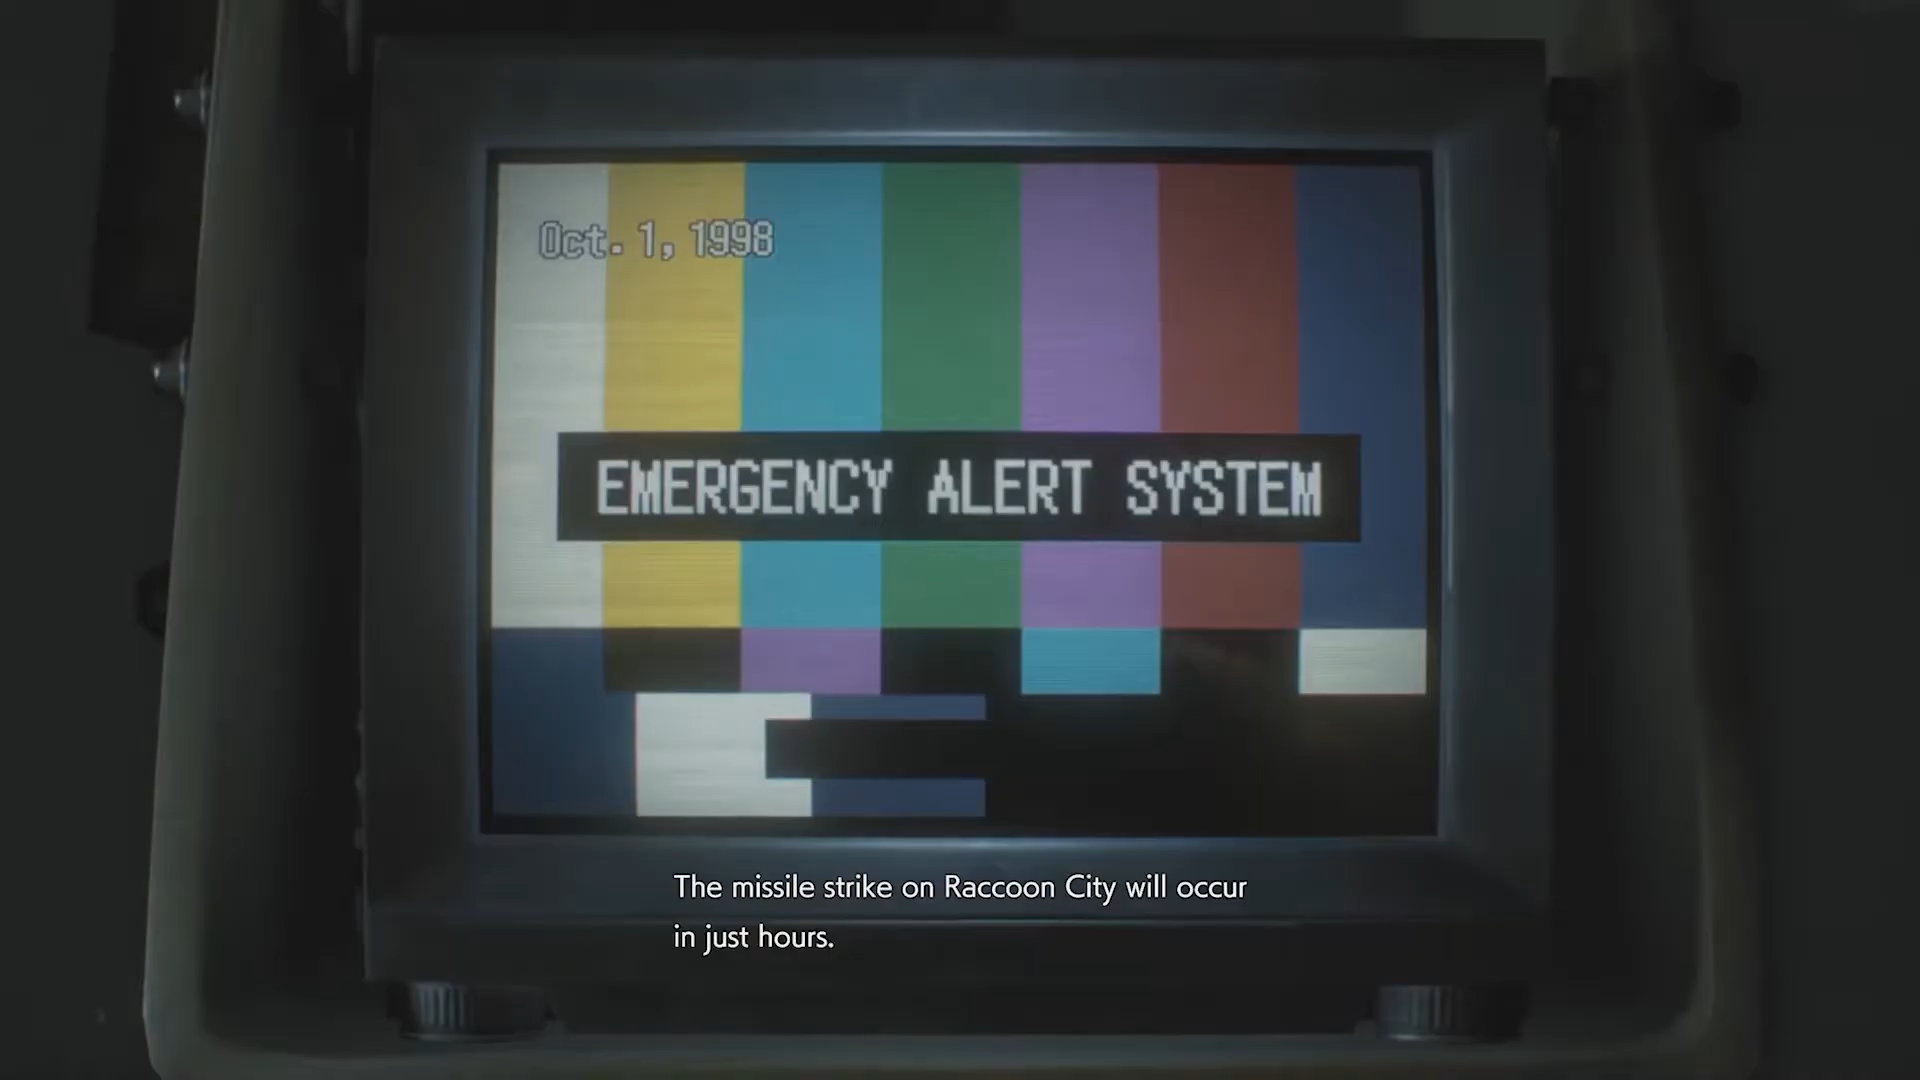 Oct. 1, 1998
EMERGENCY ALERT SYSTEM
The missile strike on Raccoon City will occur
in just hours.